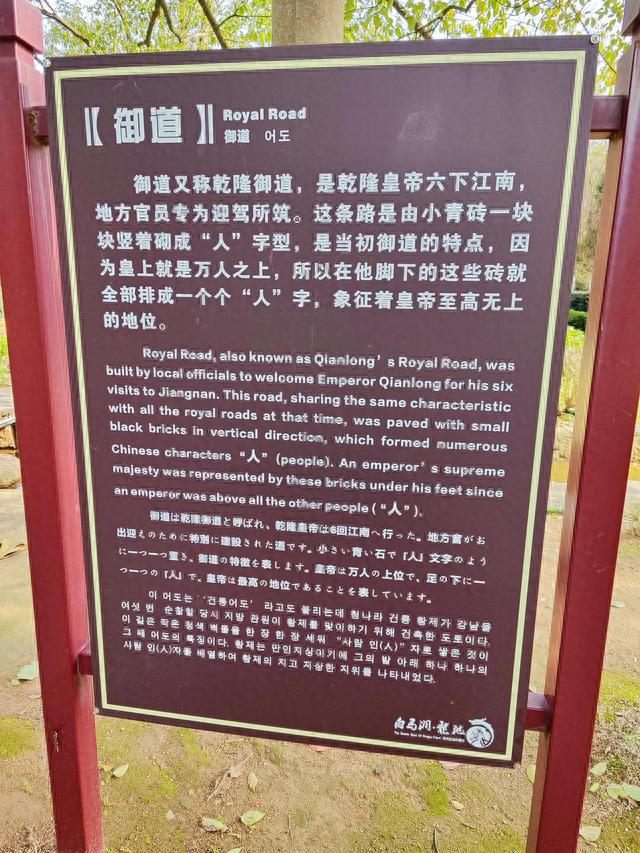 【御道】
Royal Road
御道 어도
御道又称乾隆御道，是乾隆皇帝六下江南，
地方官员专为迎驾所筑。这条路是由小青砖一块
块竖着砌成“人”字型，是当初御道的特点，因
为皇上就是万人之上，所以在他脚下的这些砖就
全部排成一个个“人”字，象征着皇帝至高无上
的地位。
Royal Road, also known as Qianlong’s Royal Road, was
built by local officials to welcome Emperor Qianlong for his six
visits to Jiangnan. This road, sharing the same characteristic
with all the royal roads at that time, was paved with small
black bricks in vertical direction, which formed numerous
Chinese characters “人” (people). An emperor’s supreme
majesty was represented by these bricks under his feet since
an emperor was above all the other people (“人”).
御道は乾隆御道と呼ばれ、乾隆皇帝は6回江南へ行った。地方官がお
出迎えのために特別に建設された道です。小さい青い石で「人」文字のよう
に一つ一つ置き、御道の特徴を表します。皇帝は万人の上位で、足の下に一
つ一つの「人」で、皇帝は最高の地位であることを表しています。
이 어도는 ‘건륭어도’ 라고도 불리는데 청나라 건륭 황제가 강남을
여섯 번 순찰할 당시 지방 관원이 황제를 맞이하기 위해 건축한 도로이다.
이 길은 작은 청색 벽돌을 한 장 한 장 세워 “사람 인(人)”자로 쌓은 것이
그 때 어도의 특징이다. 황제는 만인지상이기에 그의 발 아래 하나 하나의
사람 인(人)자를 배열하여 황제의 지고 지상한 지위를 나타내었다.
白马涧·龙池